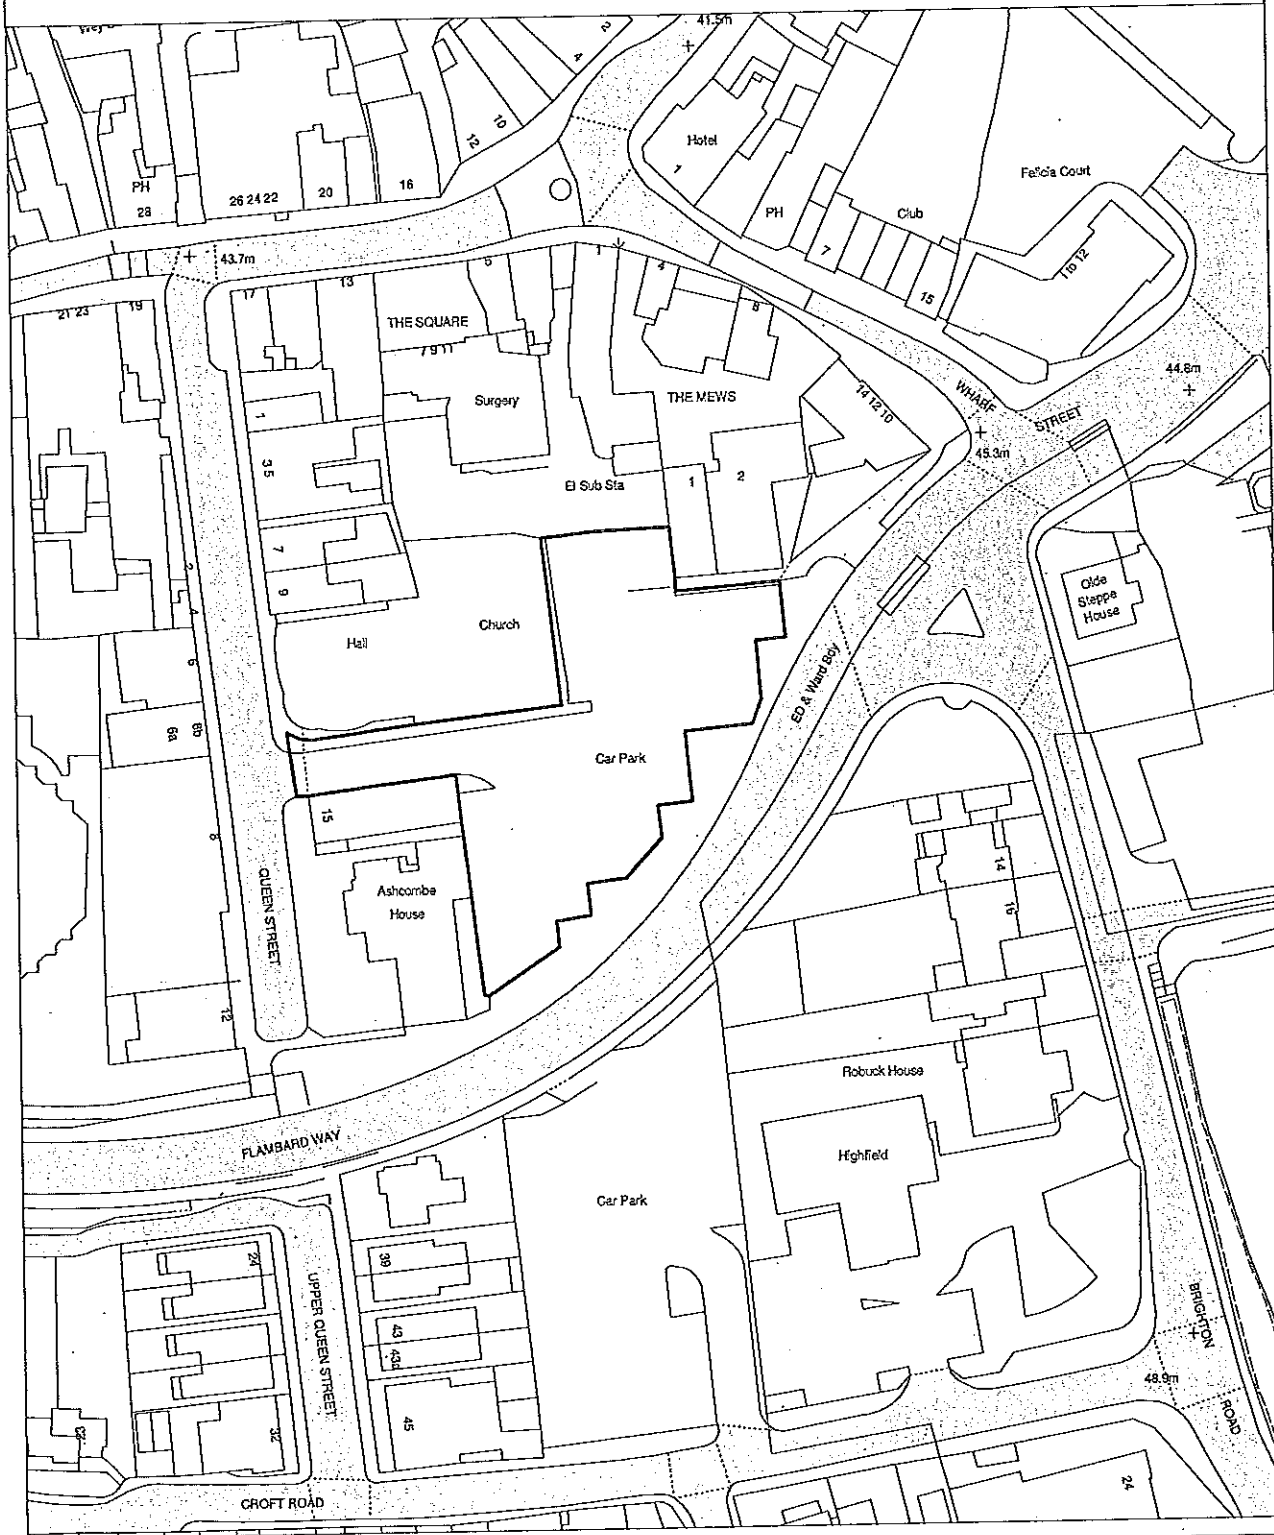 41.5m
2
4
10
12
Hotel
1
PH
28
26 24 22
20
16
Felicia Court
PH
Club
7
1 to 12
15
43.7m
17
13
5
1
4
8
21 23
19
THE SQUARE
7 9 11
Surgery
THE MEWS
14 12 10
WHARF
STREET
44.8m
45.3m
1
3 5
El Sub Sta
1
2
7
9
Church
Hall
2
4
6
6b
6a
Olde
Steppe
House
ED & Ward Bdy
Car Park
15
8
14
16
Ashcombe
House
QUEEN STREET
12
Robuck House
Highfield
FLAMBARD WAY
Car Park
24
39
UPPER QUEEN STREET
43
43a
45
32
BRIGHTON
ROAD
48.9m
24
CROFT ROAD